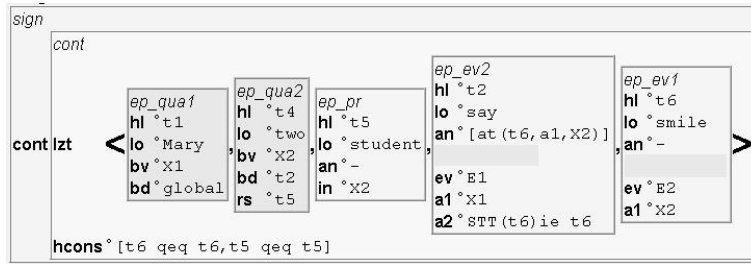 sign
cont
cont lzt < ep_qua1 hl °t1 lo °Mary bv °X1 bd °global , ep_qua2 hl °t4 lo °two bv °X2 bd °t2 rs °t5 , ep_pr hl °t5 lo °student an °- in °X2 , ep_ev2 hl °t2 lo °say an °[at(t6,a1,X2)] ev °E1 a1 °X1 a2 °STT(t6)ie t6 , ep_ev1 hl °t6 lo °smile an °- ev °E2 a1 °X2 >
hcons °[t6 qeq t6,t5 qeq t5]